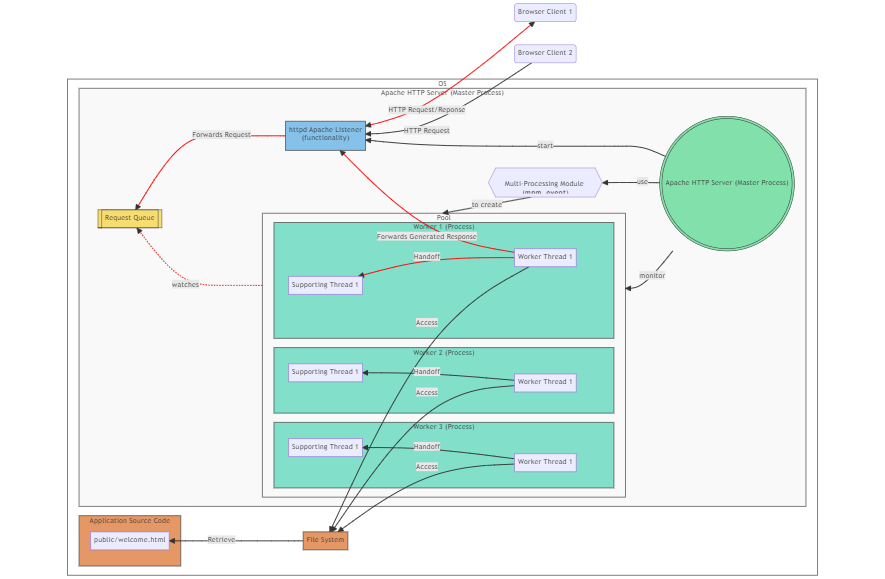 Browser Client 1
Browser Client 2
OS
Apache HTTP Server (Master Process)
HTTP Request/Reponse
httpd Apache Listener
(functionality)
HTTP Request
Forwards Request
start
Apache HTTP Server (Master Process)
use
Multi-Processing Module
(mpm_event)
to create
Request Queue
Pool
Worker 1 (Process)
Forwards Generated Response
Handoff
Worker Thread 1
Supporting Thread 1
watches
monitor
Access
Worker 2 (Process)
Supporting Thread 1
Handoff
Worker Thread 1
Access
Worker 3 (Process)
Supporting Thread 1
Handoff
Worker Thread 1
Access
Application Source Code
public/welcome.html
Retrieve
File System